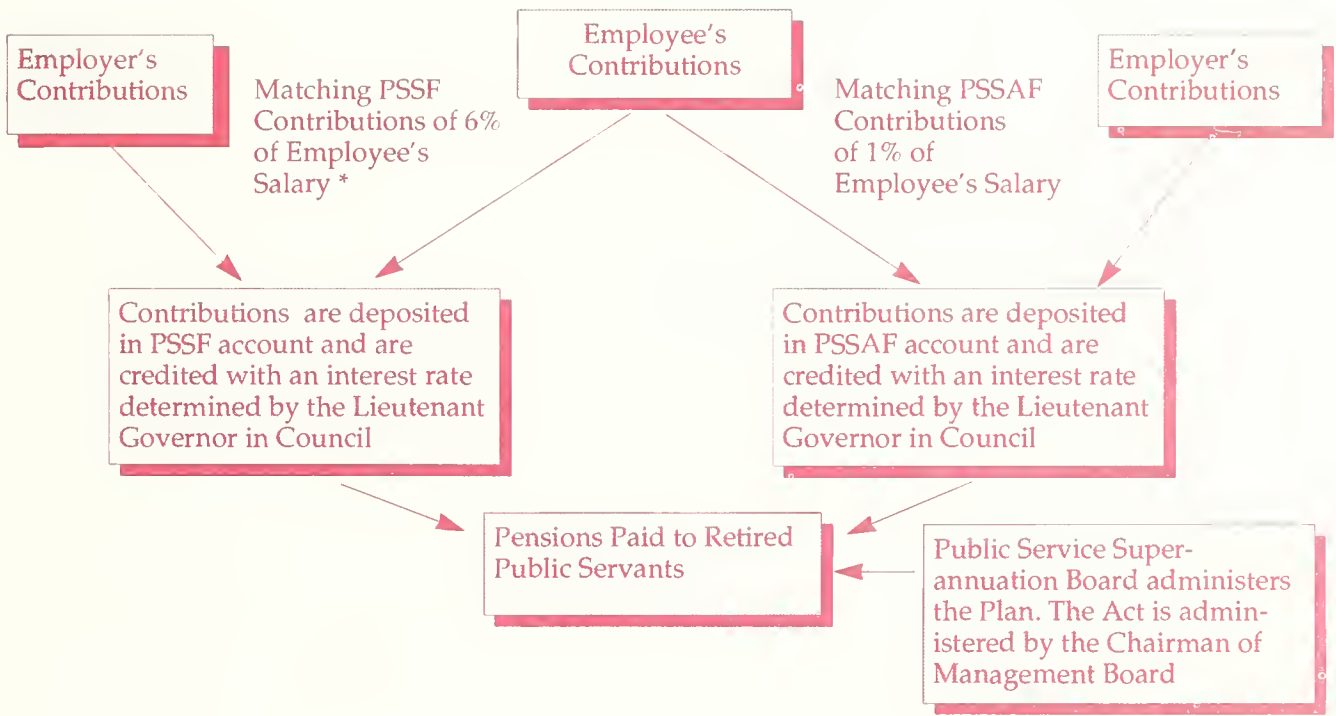 Employer's
Contributions
Matching PSSF
Contributions of 6%
of Employee's
Salary *
Employee's
Contributions
Matching PSSAF
Contributions
of 1% of
Employee's Salary
Employer's
Contributions
Contributions are deposited
in PSSF account and are
credited with an interest rate
determined by the Lieutenant
Governor in Council
Contributions are deposited
in PSSAF account and are
credited with an interest rate
determined by the Lieutenant
Governor in Council
Pensions Paid to Retired
Public Servants
Public Service Super-
annuation Board administers
the Plan. The Act is admin-
istered by the Chairman of
Management Board